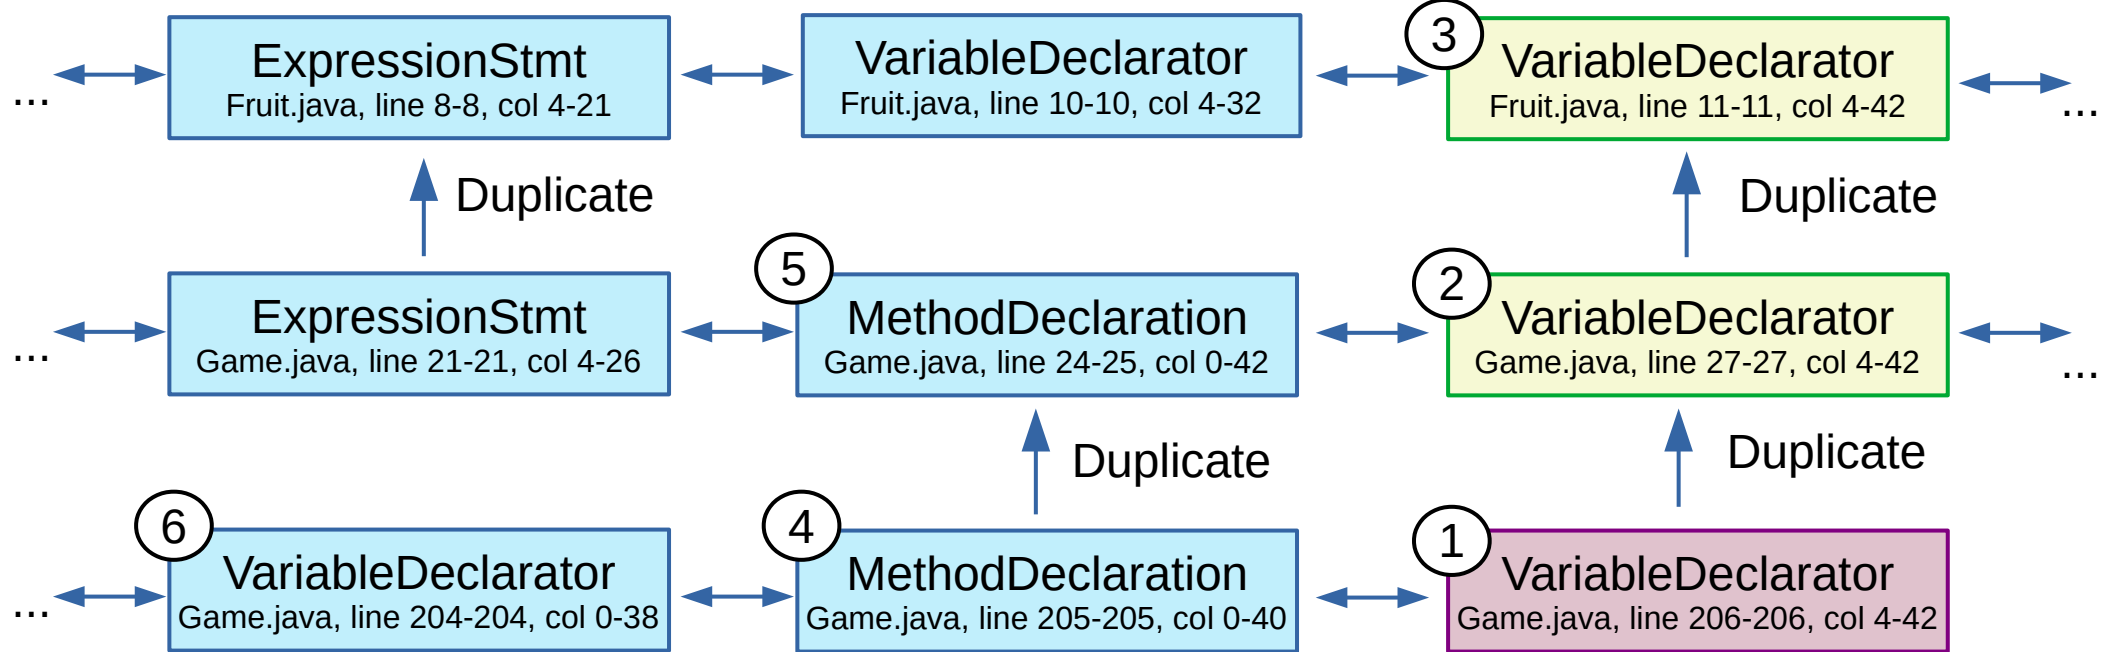 3
ExpressionStmt
Fruit.java, line 8-8, col 4-21
VariableDeclarator
Fruit.java, line 10-10, col 4-32
VariableDeclarator
Fruit.java, line 11-11, col 4-42
...
...
Duplicate
Duplicate
5
2
ExpressionStmt
Game.java, line 21-21, col 4-26
MethodDeclaration
Game.java, line 24-25, col 0-42
VariableDeclarator
Game.java, line 27-27, col 4-42
...
...
Duplicate
Duplicate
6
4
1
VariableDeclarator
Game.java, line 204-204, col 0-38
MethodDeclaration
Game.java, line 205-205, col 0-40
VariableDeclarator
Game.java, line 206-206, col 4-42
...